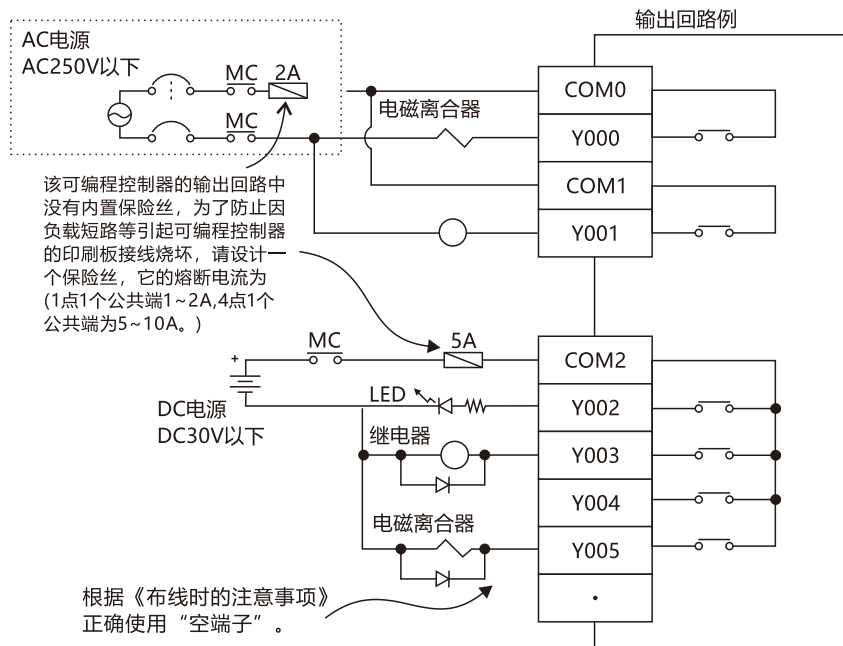 输出回路例
AC电源
AC250V以下
MC
2A
MC
电磁离合器
COM0
Y000
COM1
Y001
该可编程控制器的输出回路中
没有内置保险丝，为了防止因
负载短路等引起可编程控制器
的印刷板接线烧坏，请设计一
个保险丝，它的熔断电流为
(1点1个公共端1~2A,4点1个
公共端为5~10A。)
MC
5A
+
LED
DC电源
DC30V以下
继电器
电磁离合器
COM2
Y002
Y003
Y004
Y005
根据《布线时的注意事项》
正确使用“空端子”。